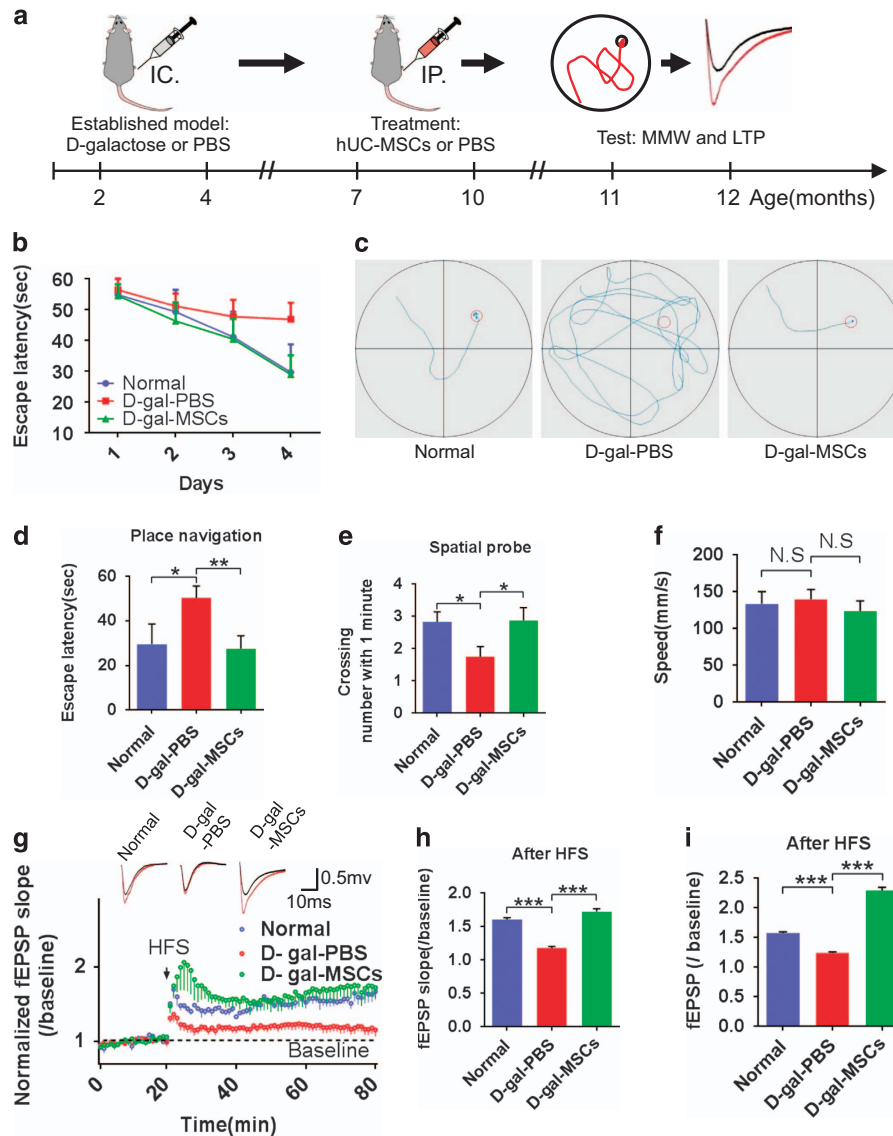 a
IC.
IP.
Established model:
D-galactose or PBS
Treatment:
hUC-MSCs or PBS
Test: MMW and LTP
2 4 7 10 11 12 Age(months)
b
Escape latency(sec)
60
50
40
30
20
10
Normal
D-gal-PBS
D-gal-MSCs
1 2 3 4
Days
c
Normal D-gal-PBS D-gal-MSCs
d
Place navigation
Escape latency(sec)
60
40
20
0
* **
Normal D-gal-PBS D-gal-MSCs
e
Spatial probe
Crossing
number with 1 minute
4
3
2
1
0
* *
Normal D-gal-PBS D-gal-MSCs
f
Speed(mm/s)
200
150
100
50
0
N.S N.S
Normal D-gal-PBS D-gal-MSCs
g
Normal
D-gal
-PBS
D-gal
-MSCs
0.5mv
10ms
Normalized fEPSP slope
(/baseline)
2
1
HFS
Normal
D- gal-PBS
D- gal-MSCs
Baseline
0 20 40 60 80
Time(min)
h
After HFS
fEPSP slope(/baseline)
2.0
1.5
1.0
0.5
0.0
*** ***
Normal D-gal-PBS D-gal-MSCs
i
After HFS
fEPSP (/ baseline)
2.5
2.0
1.5
1.0
0.5
0.0
*** ***
Normal D-gal-PBS D-gal-MSCs